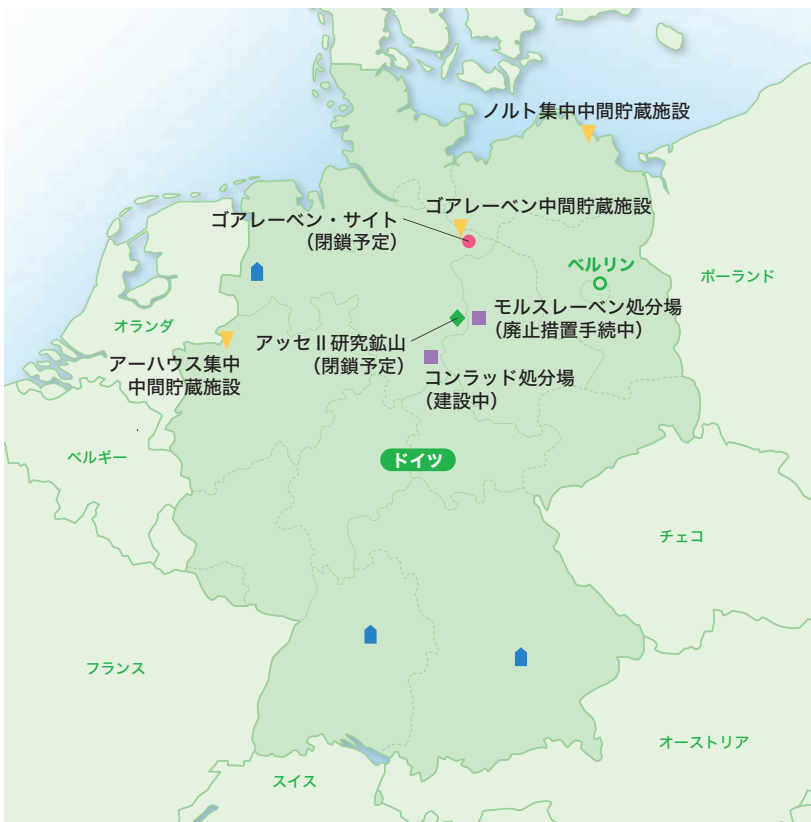 ノルト集中中間貯蔵施設
ゴアレーベン中間貯蔵施設
ゴアレーベン・サイト
（閉鎖予定）
ベルリン
ポーランド
オランダ
モルスレーベン処分場
（廃止措置手続中）
アッセⅡ研究鉱山
（閉鎖予定）
アーハウス集中
中間貯蔵施設
コンラッド処分場
（建設中）
ベルギー
ドイツ
チェコ
フランス
オーストリア
スイス